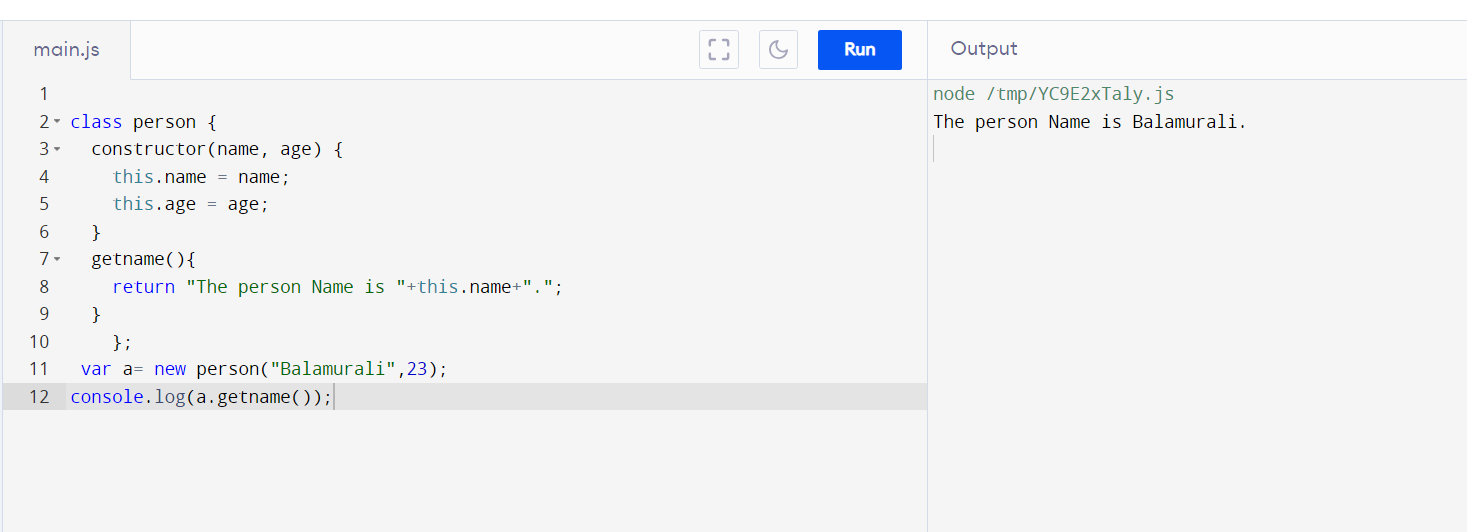 main.js
Run
Output
1
2 class person {
3 constructor(name, age) {
4 this.name = name;
5 this.age = age;
6 }
7 getname(){
8 return "The person Name is "+this.name+".";
9 }
10 };
11 var a= new person("Balamurali",23);
12 console.log(a.getname());
node /tmp/YC9E2xTaly.js
The person Name is Balamurali.